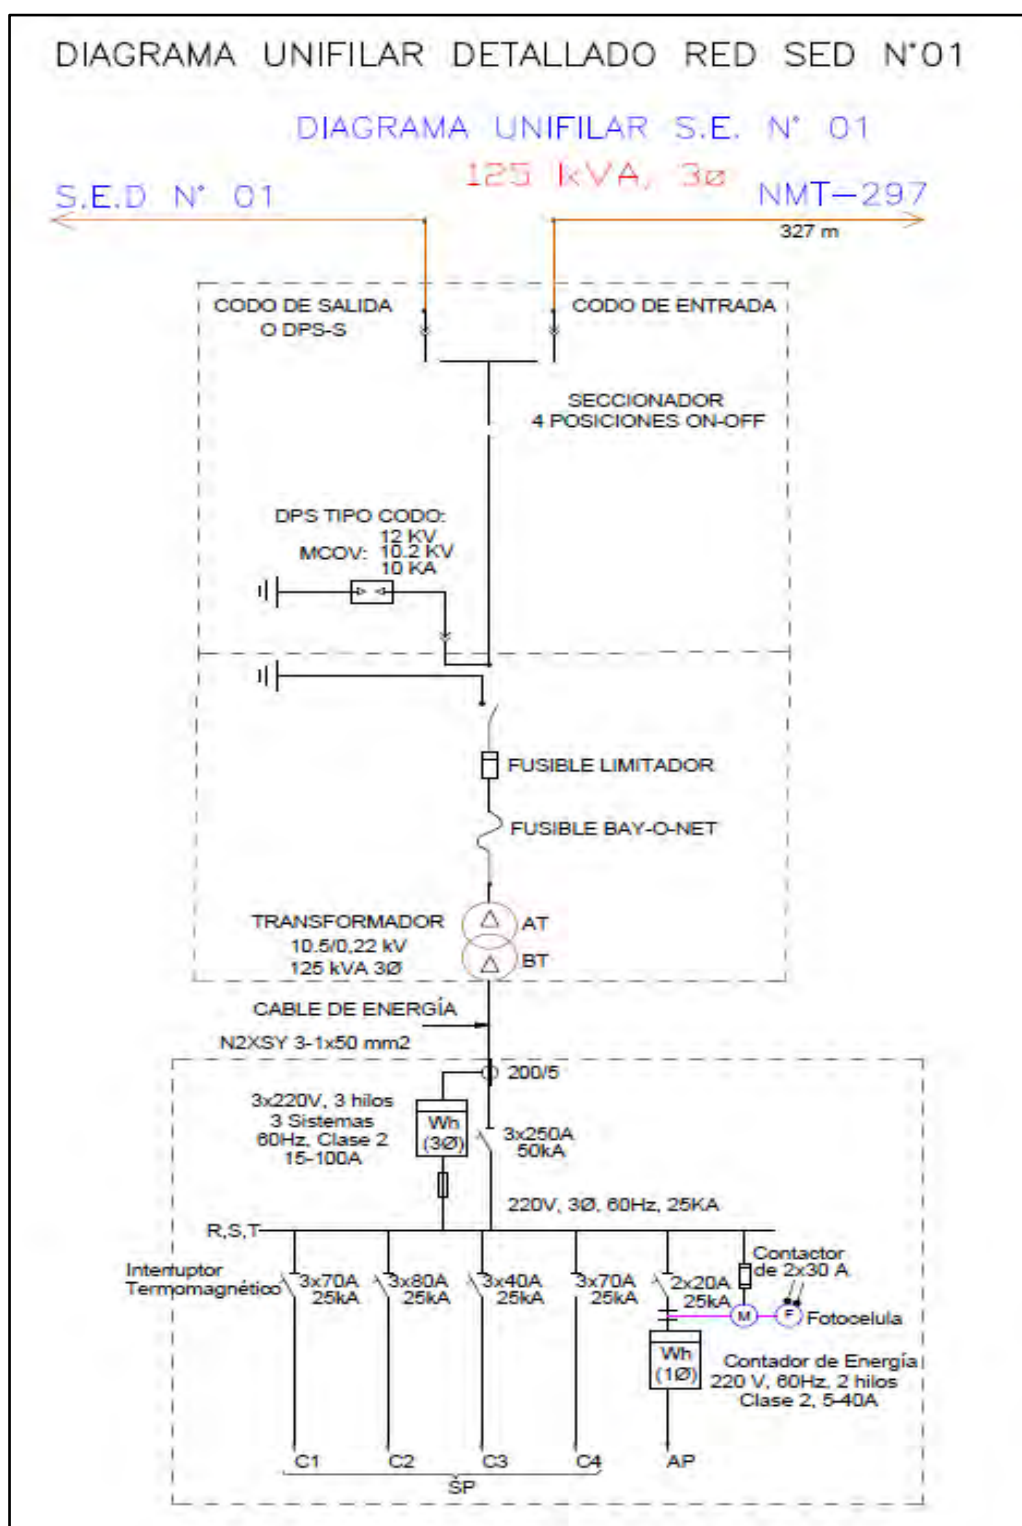 DIAGRAMA UNIFILAR DETALLADO RED SED N°01
DIAGRAMA UNIFILAR S.E. N° 01
125 kVA, 3ø
S.E.D N° 01
NMT-297
327 m
CODO DE SALIDA
O DPS-S
CODO DE ENTRADA
SECCIONADOR
4 POSICIONES ON-OFF
DPS TIPO CODO:
12 KV
MCOV: 10.2 KV
10 KA
FUSIBLE LIMITADOR
FUSIBLE BAY-O-NET
TRANSFORMADOR
10.5/0,22 kV
125 kVA 3Ø
AT
BT
CABLE DE ENERGÍA
N2XSY 3-1x50 mm2
200/5
3x220V, 3 hilos
3 Sistemas
60Hz, Clase 2
15-100A
Wh
(3Ø)
3x250A
50kA
220V, 3Ø, 60Hz, 25KA
R,S,T
Interruptor
Termomagnético
3x70A
25kA
3x80A
25kA
3x40A
25kA
3x70A
25kA
2x20A
25kA
Contactor
de 2x30 A
M
F
Fotocelula
Wh
(1Ø)
Contador de Energía
220 V, 60Hz, 2 hilos
Clase 2, 5-40A
C1
C2
C3
C4
AP
SP